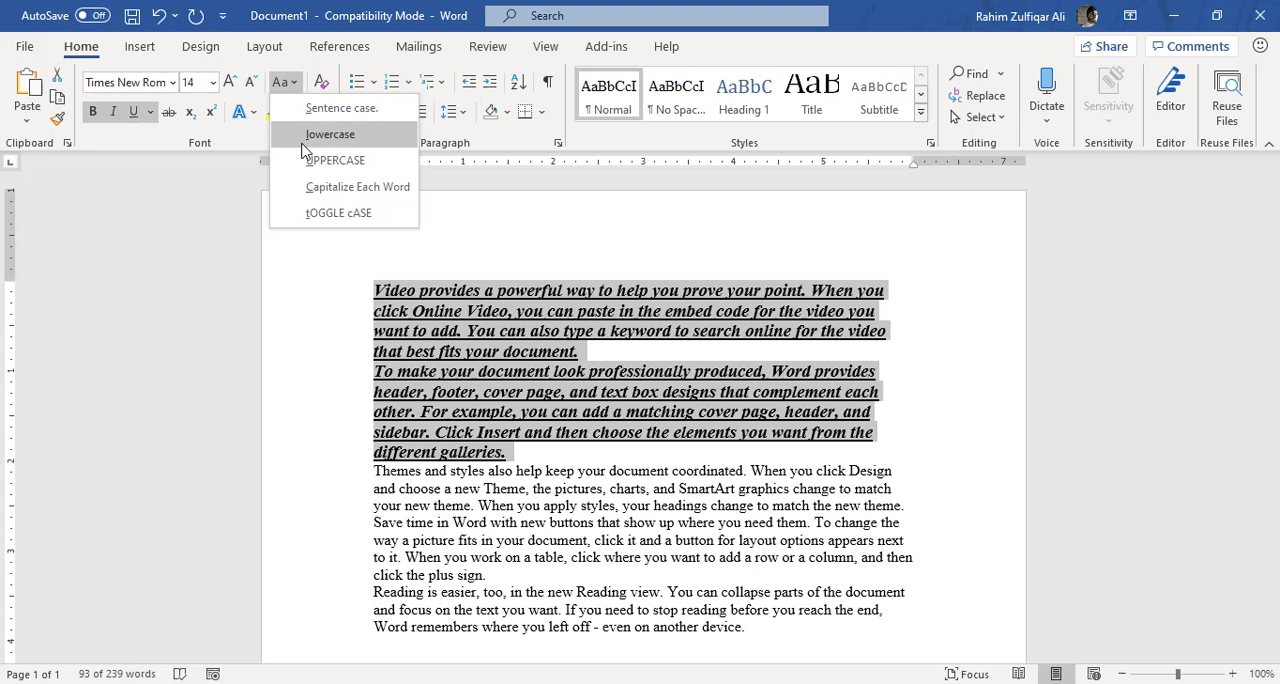 AutoSave Off Document1 - Compatibility Mode - Word Search Rahim Zulfiqar Ali
File Home Insert Design Layout References Mailings Review View Add-ins Help Share Comments
Paste Times New Rom 14 Aa AaBbCcI AaBbCcI AaBbC AaB AaBbCcD Find Dictate Sensitivity Editor Reuse Files
¶ Normal ¶ No Spac... Heading 1 Title Subtitle Replace
B I U ab x₂ x² A Select
Clipboard Font Paragraph Styles Editing Voice Sensitivity Editor Reuse Files
Sentence case.
lowercase
UPPERCASE
Capitalize Each Word
tOGGLE cASE
1 2 3 4 5 7
Video provides a powerful way to help you prove your point. When you
click Online Video, you can paste in the embed code for the video you
want to add. You can also type a keyword to search online for the video
that best fits your document.
To make your document look professionally produced, Word provides
header, footer, cover page, and text box designs that complement each
other. For example, you can add a matching cover page, header, and
sidebar. Click Insert and then choose the elements you want from the
different galleries.
Themes and styles also help keep your document coordinated. When you click Design
and choose a new Theme, the pictures, charts, and SmartArt graphics change to match
your new theme. When you apply styles, your headings change to match the new theme.
Save time in Word with new buttons that show up where you need them. To change the
way a picture fits in your document, click it and a button for layout options appears next
to it. When you work on a table, click where you want to add a row or a column, and then
click the plus sign.
Reading is easier, too, in the new Reading view. You can collapse parts of the document
and focus on the text you want. If you need to stop reading before you reach the end,
Word remembers where you left off - even on another device.
Page 1 of 1 93 of 239 words Focus 100%